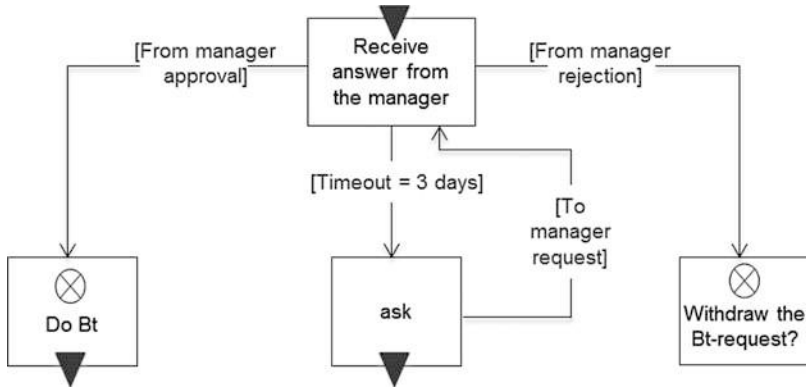 [From manager
approval]
Receive
answer from
the manager
[From manager
rejection]
[Timeout = 3 days]
[To
manager
request]
Do Bt
ask
Withdraw the
Bt-request?